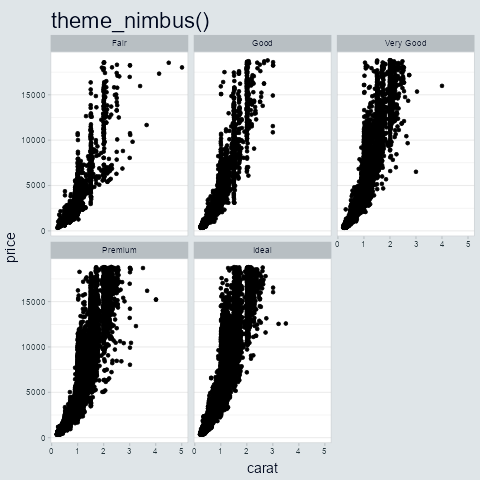 theme_nimbus()
Fair Good Very Good
15000
10000
5000
0
0 1 2 3 4 5
price
Premium Ideal
15000
10000
5000
0
0 1 2 3 4 5 0 1 2 3 4 5
carat